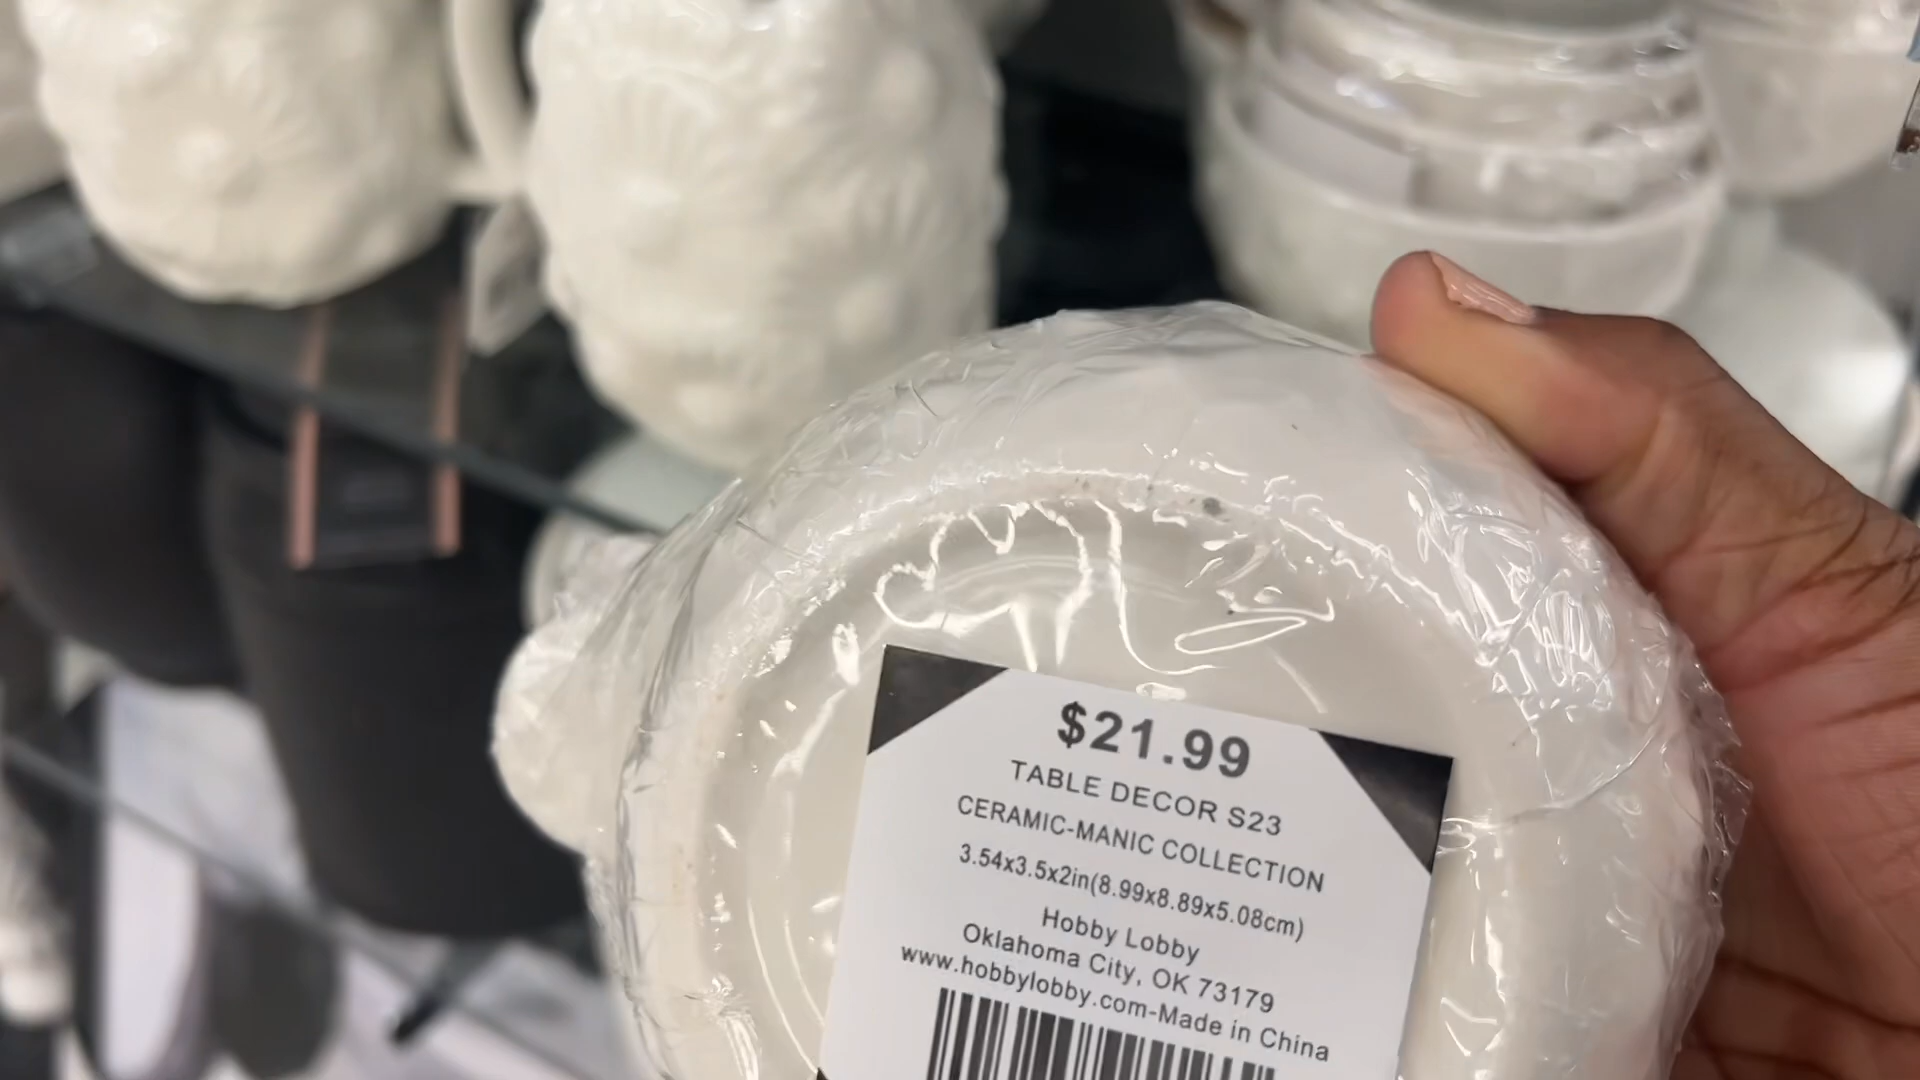 $21.99
TABLE DECOR S23
CERAMIC-MANIC COLLECTION
3.54x3.5x2in(8.99x8.89x5.08cm)
Hobby Lobby
Oklahoma City, OK 73179
www.hobbylobby.com-Made in China